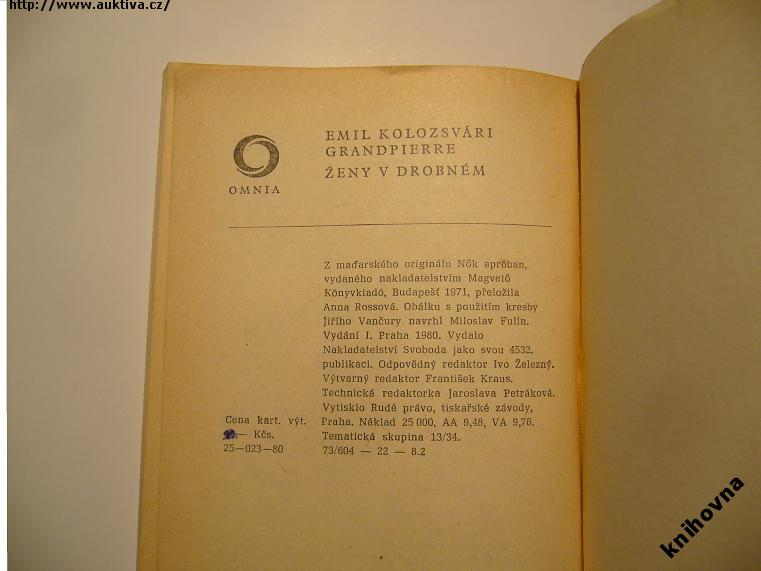 http://www.auktiva.cz/
OMNIA
EMIL KOLOZSVÁRI
GRANDPIERRE
ŽENY V DROBNÉM
Z maďarského originálu Nők apróban,
vydaného nakladatelstvím Magvető
Könyvkiadó, Budapešť 1971, přeložila
Anna Rossová. Obálku s použitím kresby
Jiřího Vančury navrhl Miloslav Fulín.
Vydání I. Praha 1980. Vydalo
Nakladatelství Svoboda jako svou 4532.
publikaci. Odpovědný redaktor Ivo Železný.
Výtvarný redaktor František Kraus.
Technická redaktorka Jaroslava Petráková.
Vytisklo Rudé právo, tiskařské závody,
Praha. Náklad 25 000, AA 9,48, VA 9,76.
Tematická skupina 13/34.
73/604 — 22 — 8.2
Cena kart. výt.
— Kčs.
25—023—80
knihovna